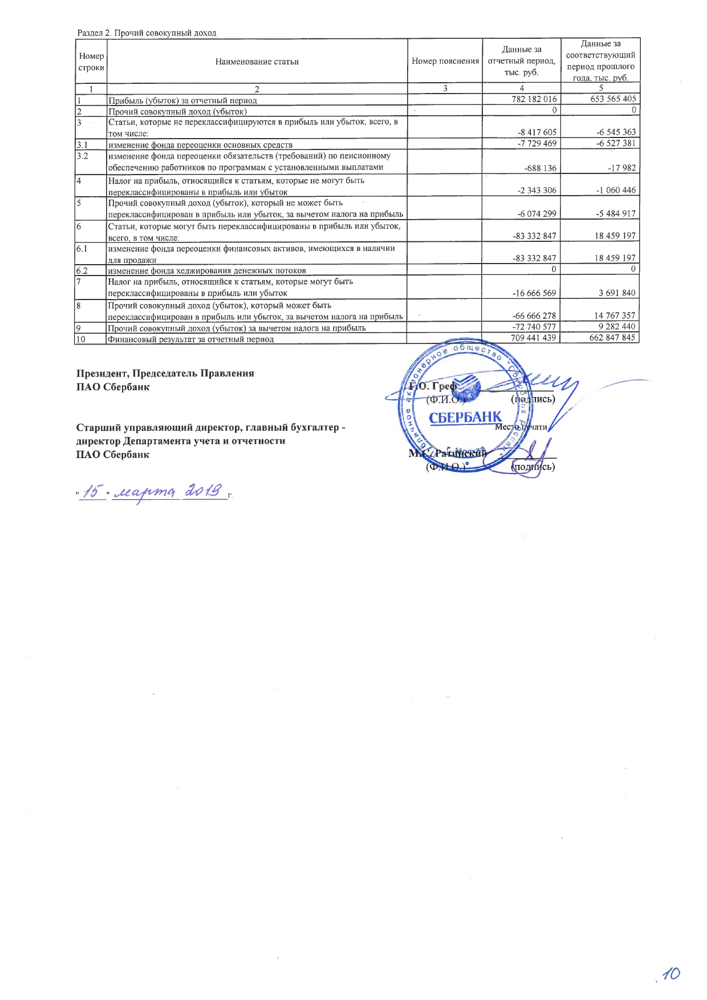 Раздел 2. Прочий совокупный доход
Номер строки Наименование статьи Номер пояснения Данные за отчетный период, тыс. руб. Данные за соответствующий период прошлого года, тыс. руб.
1 2 3 4 5
1 Прибыль (убыток) за отчетный период 782 182 016 653 565 405
2 Прочий совокупный доход (убыток) 0 0
3 Статьи, которые не переклассифицируются в прибыль или убыток, всего, в
том числе: -8 417 605 -6 545 363
3.1 изменение фонда переоценки основных средств -7 729 469 -6 527 381
3.2 изменение фонда переоценки обязательств (требований) по пенсионному
обеспечению работников по программам с установленными выплатами -688 136 -17 982
4 Налог на прибыль, относящийся к статьям, которые не могут быть
переклассифицированы в прибыль или убыток -2 343 306 -1 060 446
5 Прочий совокупный доход (убыток), который не может быть
переклассифицирован в прибыль или убыток, за вычетом налога на прибыль -6 074 299 -5 484 917
6 Статьи, которые могут быть переклассифицированы в прибыль или убыток,
всего, в том числе: -83 332 847 18 459 197
6.1 изменение фонда переоценки финансовых активов, имеющихся в наличии
для продажи -83 332 847 18 459 197
6.2 изменение фонда хеджирования денежных потоков 0 0
7 Налог на прибыль, относящийся к статьям, которые могут быть
переклассифицированы в прибыль или убыток -16 666 569 3 691 840
8 Прочий совокупный доход (убыток), который может быть
переклассифицирован в прибыль или убыток, за вычетом налога на прибыль -66 666 278 14 767 357
9 Прочий совокупный доход (убыток) за вычетом налога на прибыль -72 740 577 9 282 440
10 Финансовый результат за отчетный период 709 441 439 662 847 845
Президент, Председатель Правления
ПАО Сбербанк Г.О. Греф
(Ф.И.О.) (подпись)
Публичное акционерное общество "Сбербанк России"
СБЕРБАНК
г. Москва
Старший управляющий директор, главный бухгалтер - Место печати
директор Департамента учета и отчетности
ПАО Сбербанк М.С. Ратинский
(Ф.И.О.) (подпись)
"15" марта 2019 г.
10